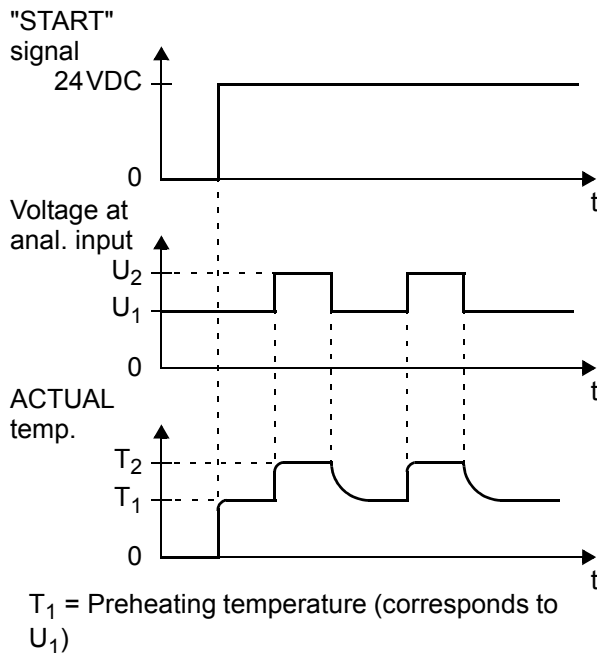 "START"
signal
24VDC
0
t
Voltage at
anal. input
U2
U1
0
t
ACTUAL
temp.
T2
T1
0
t
T1 = Preheating temperature (corresponds to
U1)